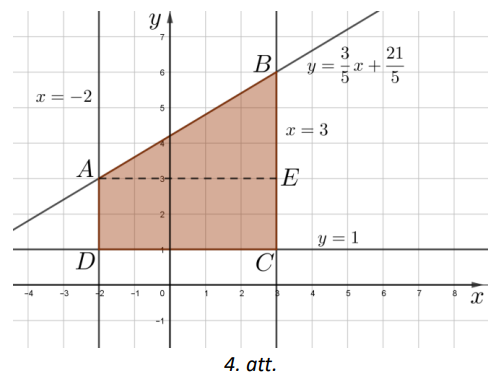 y
7
B
6
y = 3/5 x + 21/5
x = −2
5
x = 3
4
A
3
E
2
y = 1
1
D
C
−4 −3 −2 −1 0 1 2 3 4 5 6 7 8
x
−1
4. att.